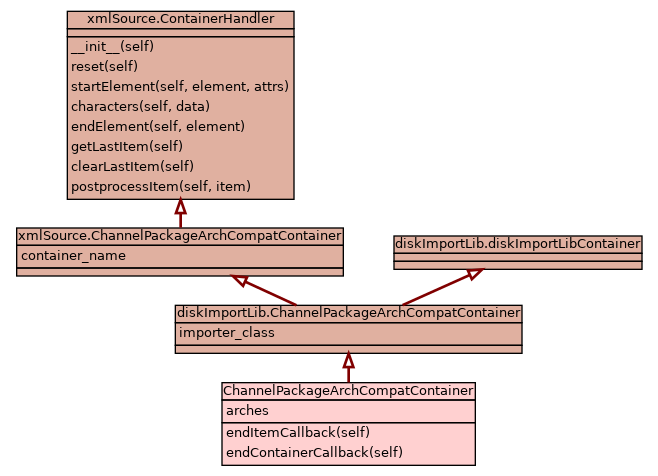 xmlSource.ContainerHandler
__init__(self)
reset(self)
startElement(self, element, attrs)
characters(self, data)
endElement(self, element)
getLastItem(self)
clearLastItem(self)
postprocessItem(self, item)
xmlSource.ChannelPackageArchCompatContainer
container_name
diskImportLib.diskImportLibContainer
diskImportLib.ChannelPackageArchCompatContainer
importer_class
ChannelPackageArchCompatContainer
arches
endItemCallback(self)
endContainerCallback(self)